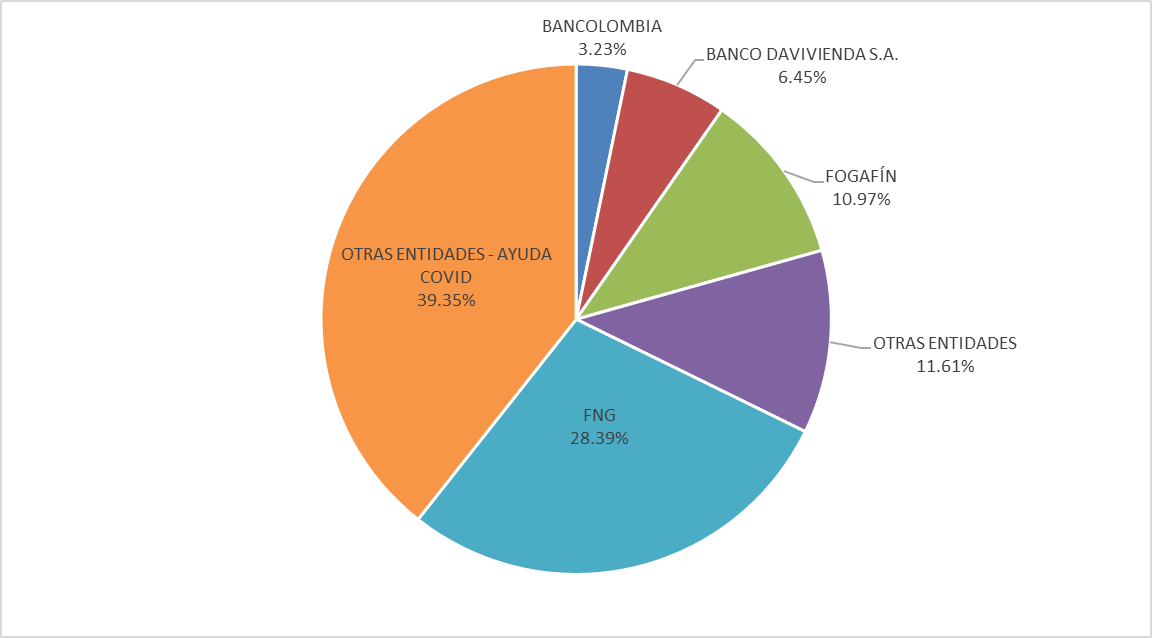 BANCOLOMBIA
3.23%
BANCO DAVIVIENDA S.A.
6.45%
FOGAFÍN
10.97%
OTRAS ENTIDADES
11.61%
FNG
28.39%
OTRAS ENTIDADES - AYUDA
COVID
39.35%